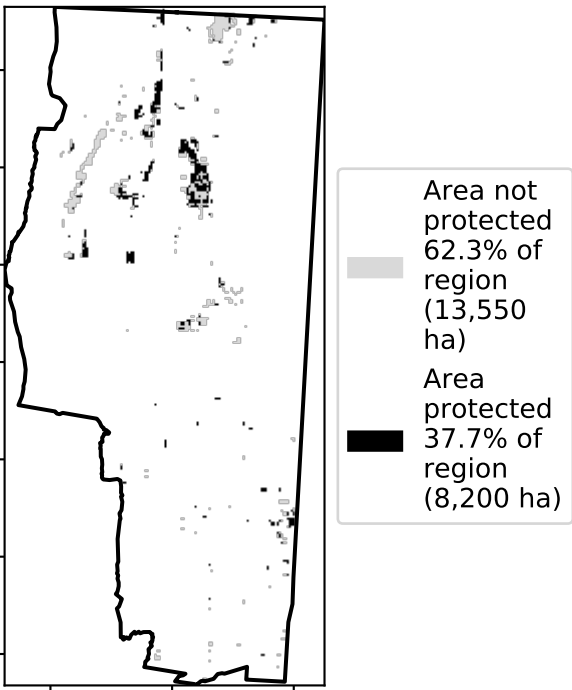 Area not
protected
62.3% of
region
(13,550
ha)
Area
protected
37.7% of
region
(8,200 ha)